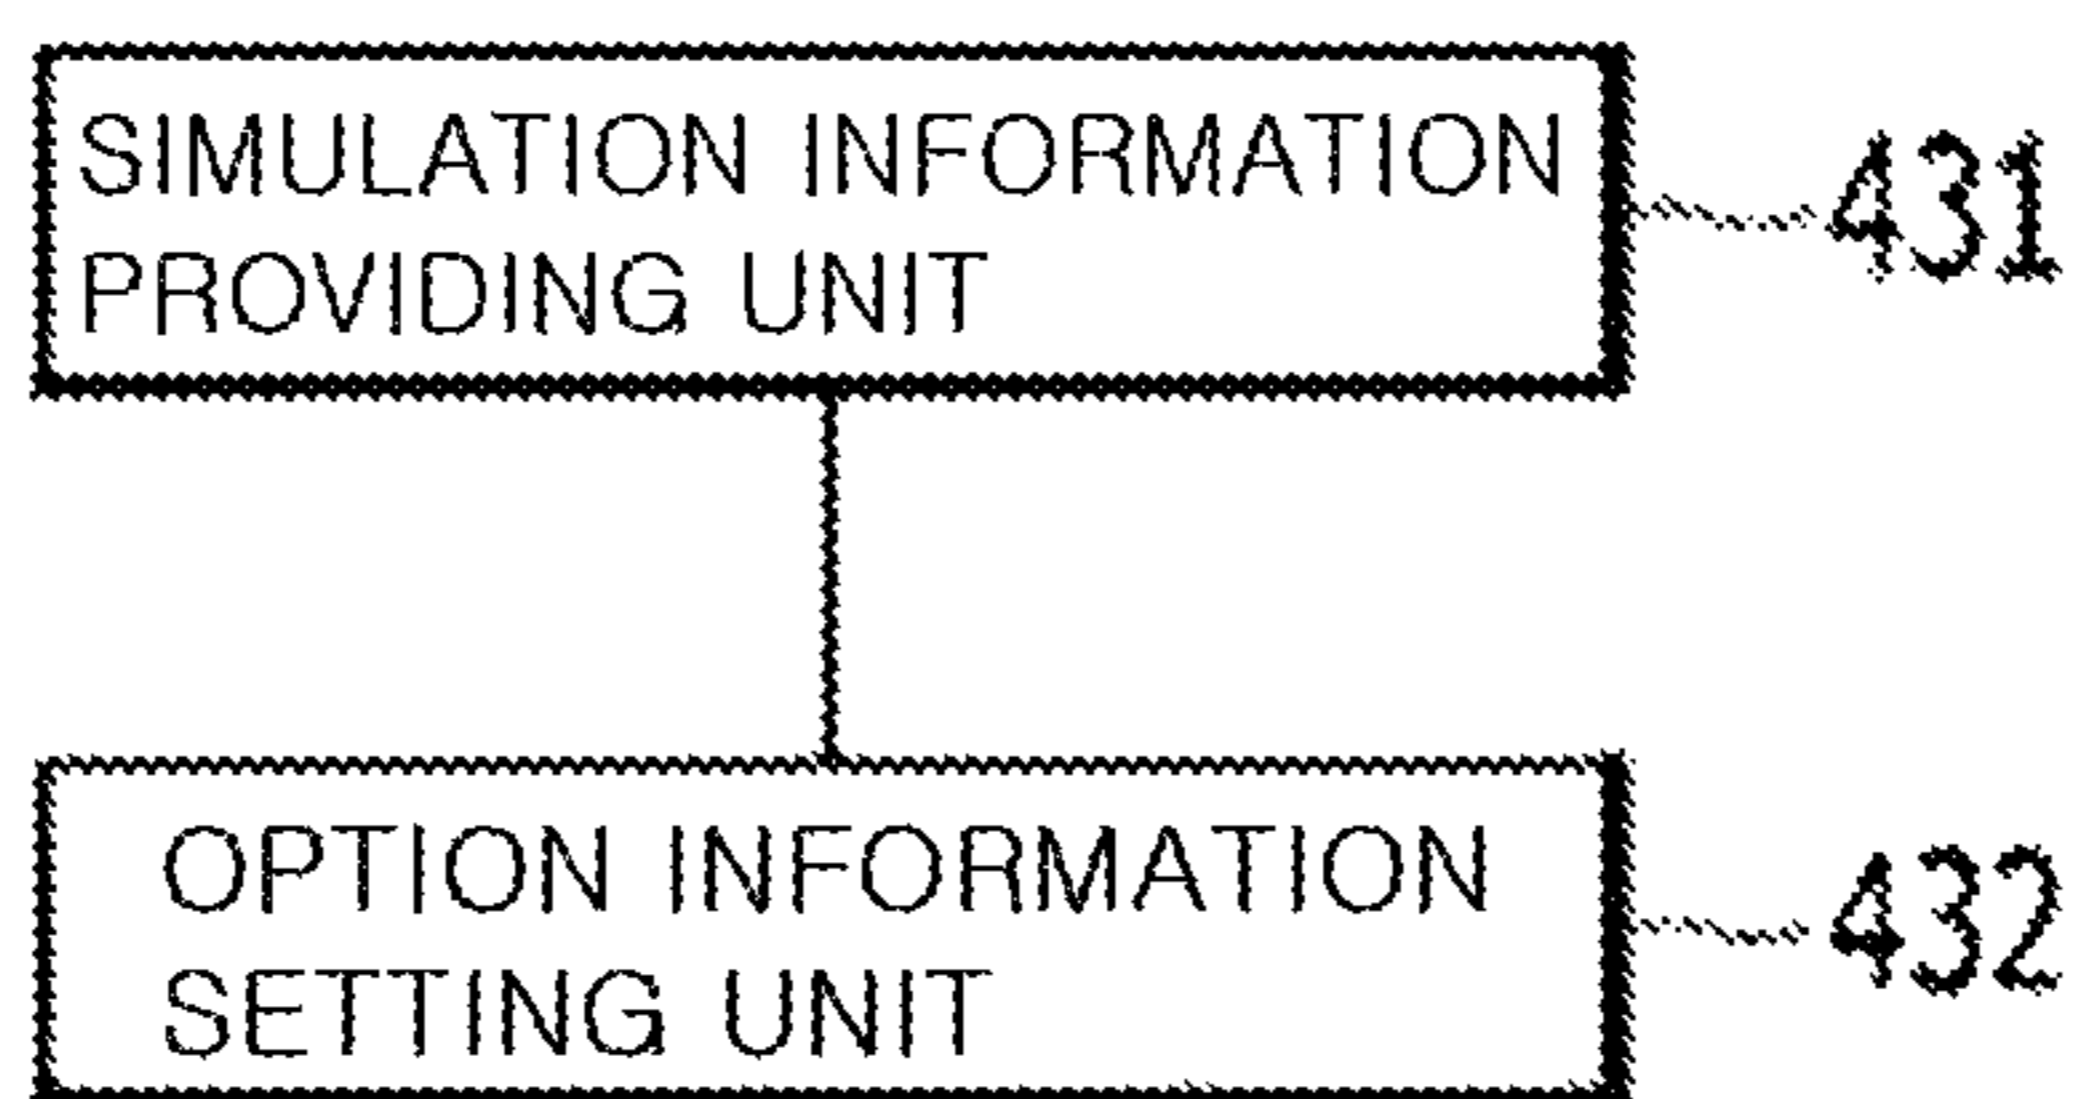 SIMULATION INFORMATION
PROVIDING UNIT
431
OPTION INFORMATION
SETTING UNIT
432